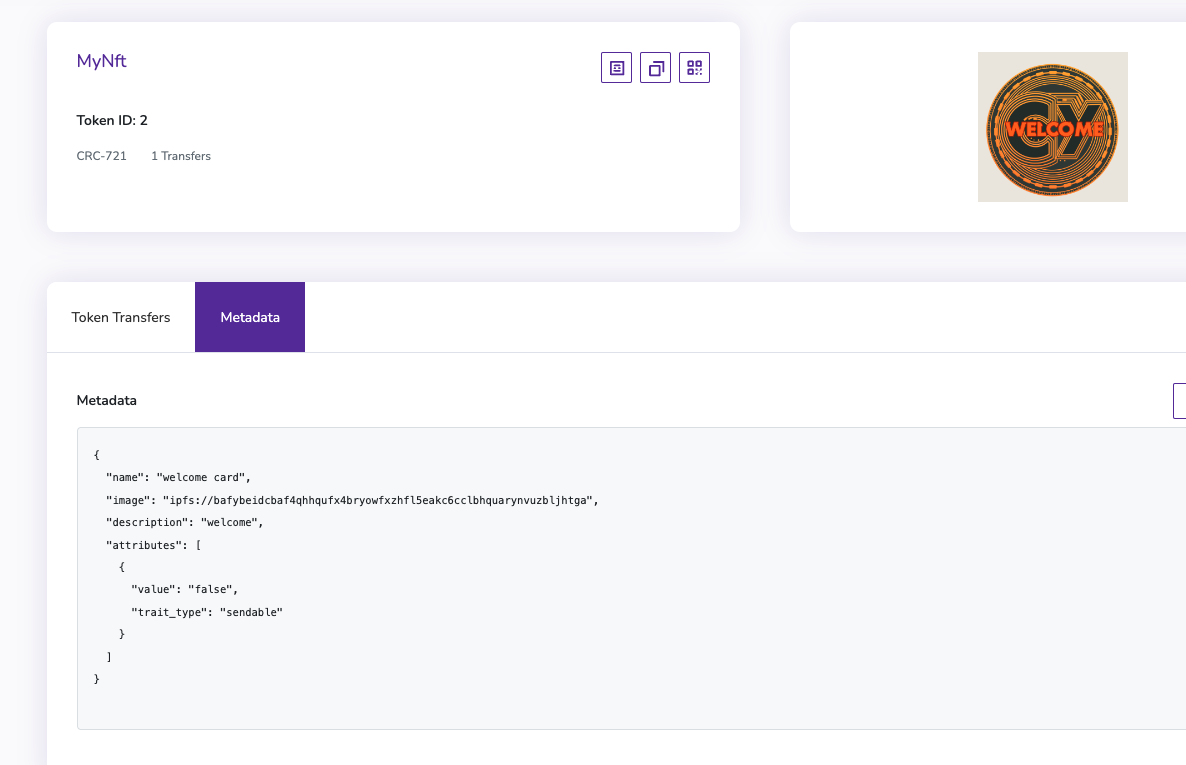 MyNft
Token ID: 2
CRC-721 1 Transfers
CY
WELCOME
Token Transfers Metadata
Metadata
{
  "name": "welcome card",
  "image": "ipfs://bafybeidcbaf4qhhqufx4bryowfxzhfl5eakc6cclbhquarynvuzbljhtga",
  "description": "welcome",
  "attributes": [
    {
      "value": "false",
      "trait_type": "sendable"
    }
  ]
}